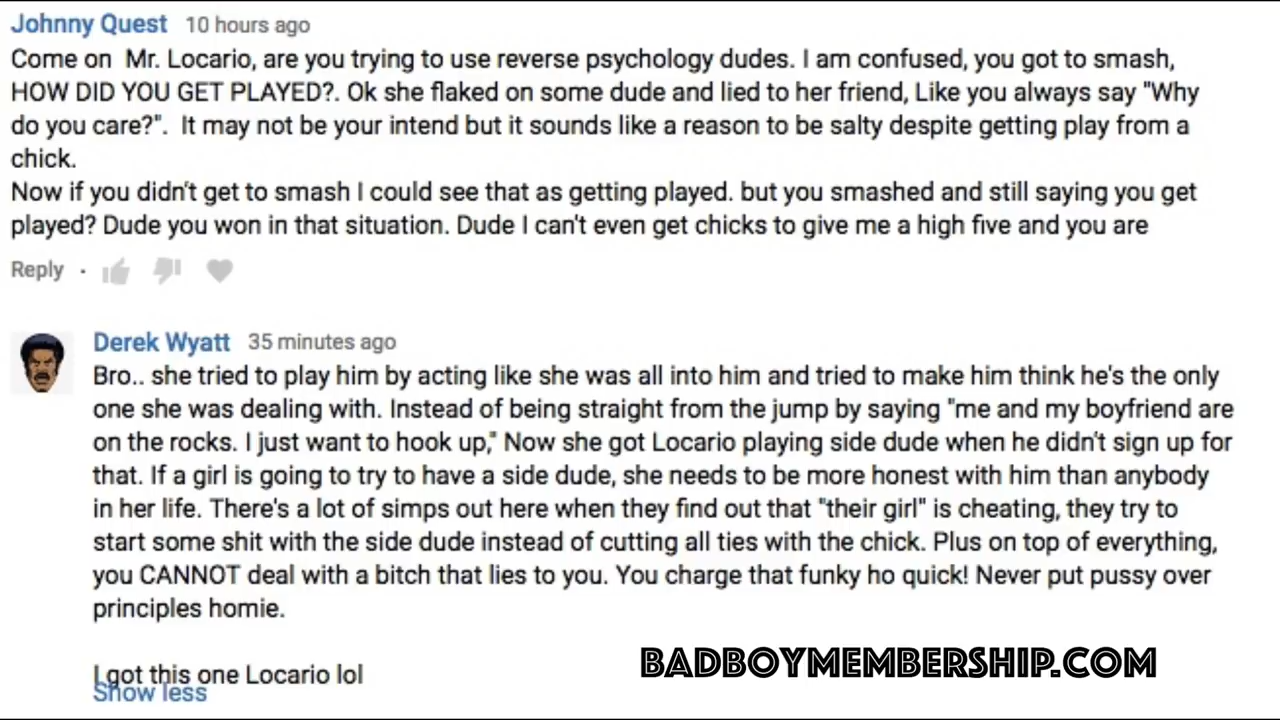 Johnny Quest 10 hours ago
Come on Mr. Locario, are you trying to use reverse psychology dudes. I am confused, you got to smash,
HOW DID YOU GET PLAYED?. Ok she flaked on some dude and lied to her friend, Like you always say "Why
do you care?". It may not be your intend but it sounds like a reason to be salty despite getting play from a
chick.
Now if you didn't get to smash I could see that as getting played. but you smashed and still saying you get
played? Dude you won in that situation. Dude I can't even get chicks to give me a high five and you are
Reply ·
Derek Wyatt 35 minutes ago
Bro.. she tried to play him by acting like she was all into him and tried to make him think he's the only
one she was dealing with. Instead of being straight from the jump by saying "me and my boyfriend are
on the rocks. I just want to hook up," Now she got Locario playing side dude when he didn't sign up for
that. If a girl is going to try to have a side dude, she needs to be more honest with him than anybody
in her life. There's a lot of simps out here when they find out that "their girl" is cheating, they try to
start some shit with the side dude instead of cutting all ties with the chick. Plus on top of everything,
you CANNOT deal with a bitch that lies to you. You charge that funky ho quick! Never put pussy over
principles homie.
I got this one Locario lol
Show less
BADBOYMEMBERSHIP.COM